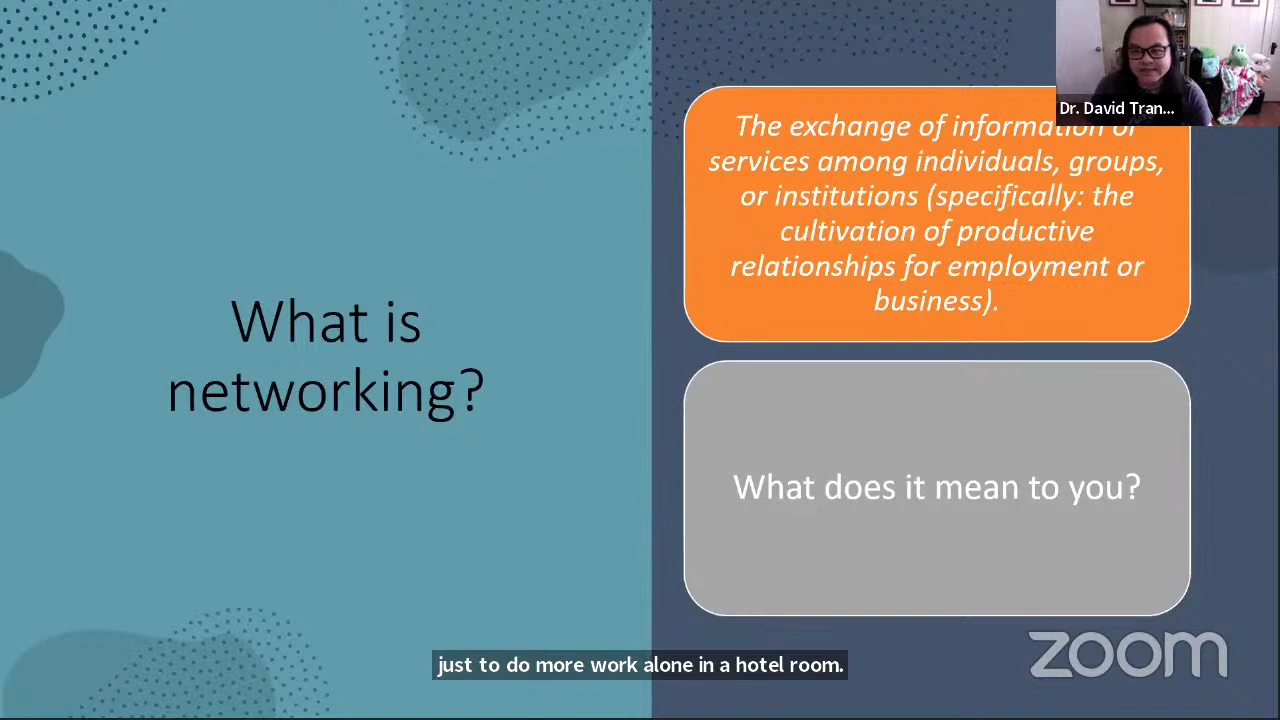 What is
networking?
The exchange of information or
services among individuals, groups,
or institutions (specifically: the
cultivation of productive
relationships for employment or
business).
What does it mean to you?
Dr. David Tran...
just to do more work alone in a hotel room.
zoom